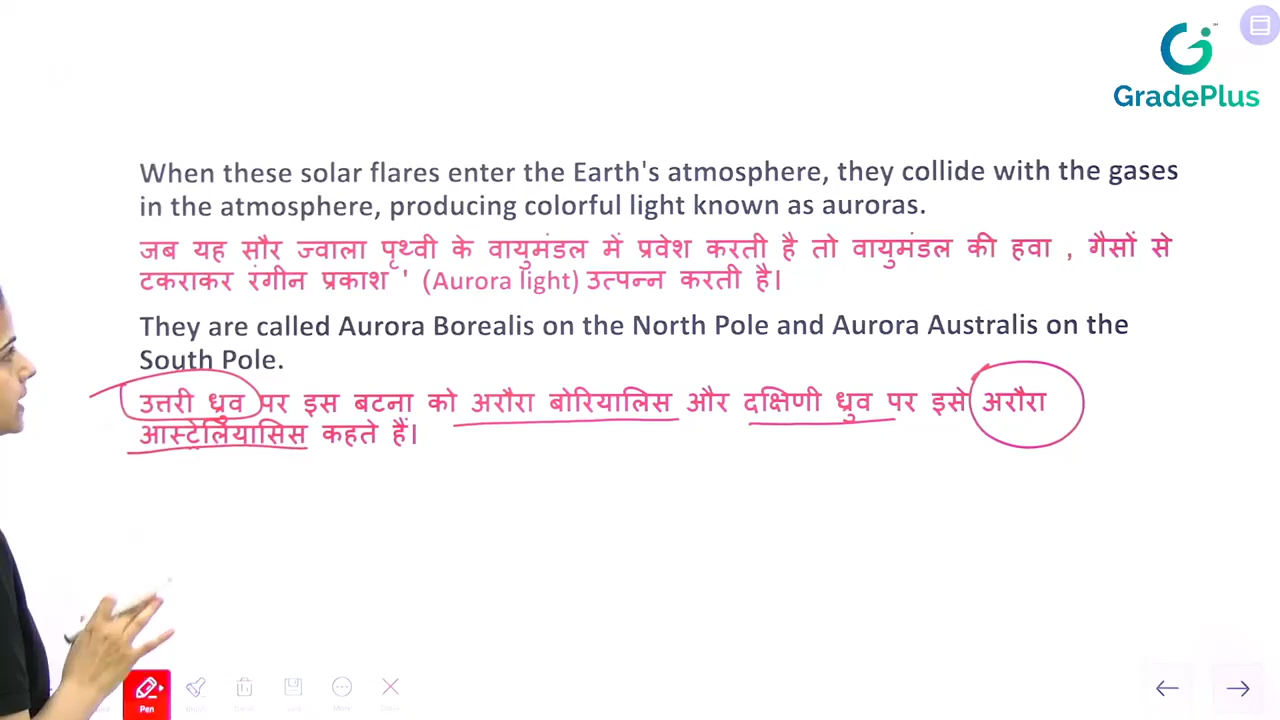 GradePlus
When these solar flares enter the Earth's atmosphere, they collide with the gases
in the atmosphere, producing colorful light known as auroras.
जब यह सौर ज्वाला पृथ्वी के वायुमंडल में प्रवेश करती है तो वायुमंडल की हवा , गैसों से
टकराकर रंगीन प्रकाश ' (Aurora light) उत्पन्न करती है।
They are called Aurora Borealis on the North Pole and Aurora Australis on the
South Pole.
उत्तरी ध्रुव पर इस बटना को अरौरा बोरियालिस और दक्षिणी ध्रुव पर इसे अरौरा
आस्टेलियासिस कहते हैं।
Pen More